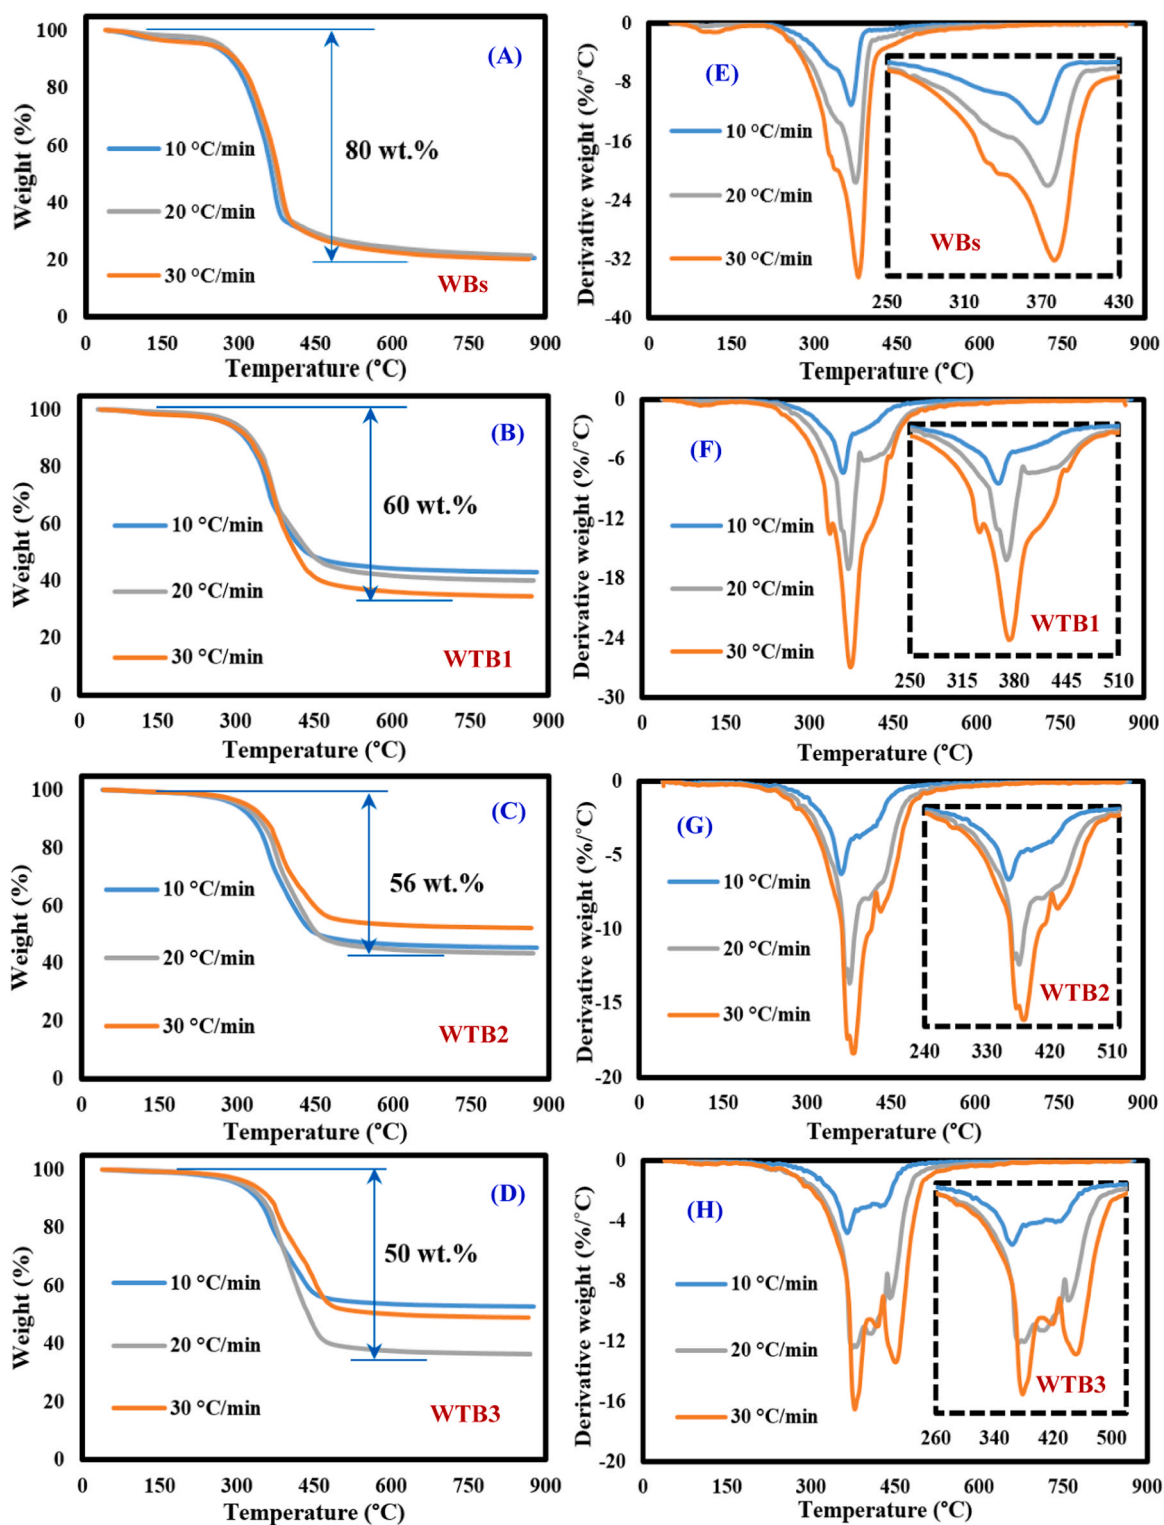 100
80
60
40
20
0
Weight (%)
(A)
10 °C/min
20 °C/min
30 °C/min
80 wt.%
WBs
0 150 300 450 600 750 900
Temperature (°C)
0
-8
-16
-24
-32
-40
Derivative weight (%/°C)
(E)
10 °C/min
20 °C/min
30 °C/min
WBs
250 310 370 430
0 150 300 450 600 750 900
Temperature (°C)
100
80
60
40
20
0
Weight (%)
(B)
10 °C/min
20 °C/min
30 °C/min
60 wt.%
WTB1
0 150 300 450 600 750 900
Temperature (°C)
0
-6
-12
-18
-24
-30
Derivative weight (%/°C)
(F)
10 °C/min
20 °C/min
30 °C/min
WTB1
250 315 380 445 510
0 150 300 450 600 750 900
Temperature (°C)
100
80
60
40
20
0
Weight (%)
(C)
10 °C/min
20 °C/min
30 °C/min
56 wt.%
WTB2
0 150 300 450 600 750 900
Temperature (°C)
0
-5
-10
-15
-20
Derivative weight (%/°C)
(G)
10 °C/min
20 °C/min
30 °C/min
WTB2
240 330 420 510
0 150 300 450 600 750 900
Temperature (°C)
100
80
60
40
20
0
Weight (%)
(D)
10 °C/min
20 °C/min
30 °C/min
50 wt.%
WTB3
0 150 300 450 600 750 900
Temperature (°C)
0
-4
-8
-12
-16
-20
Derivative weight (%/°C)
(H)
10 °C/min
20 °C/min
30 °C/min
WTB3
260 340 420 500
0 150 300 450 600 750 900
Temperature (°C)